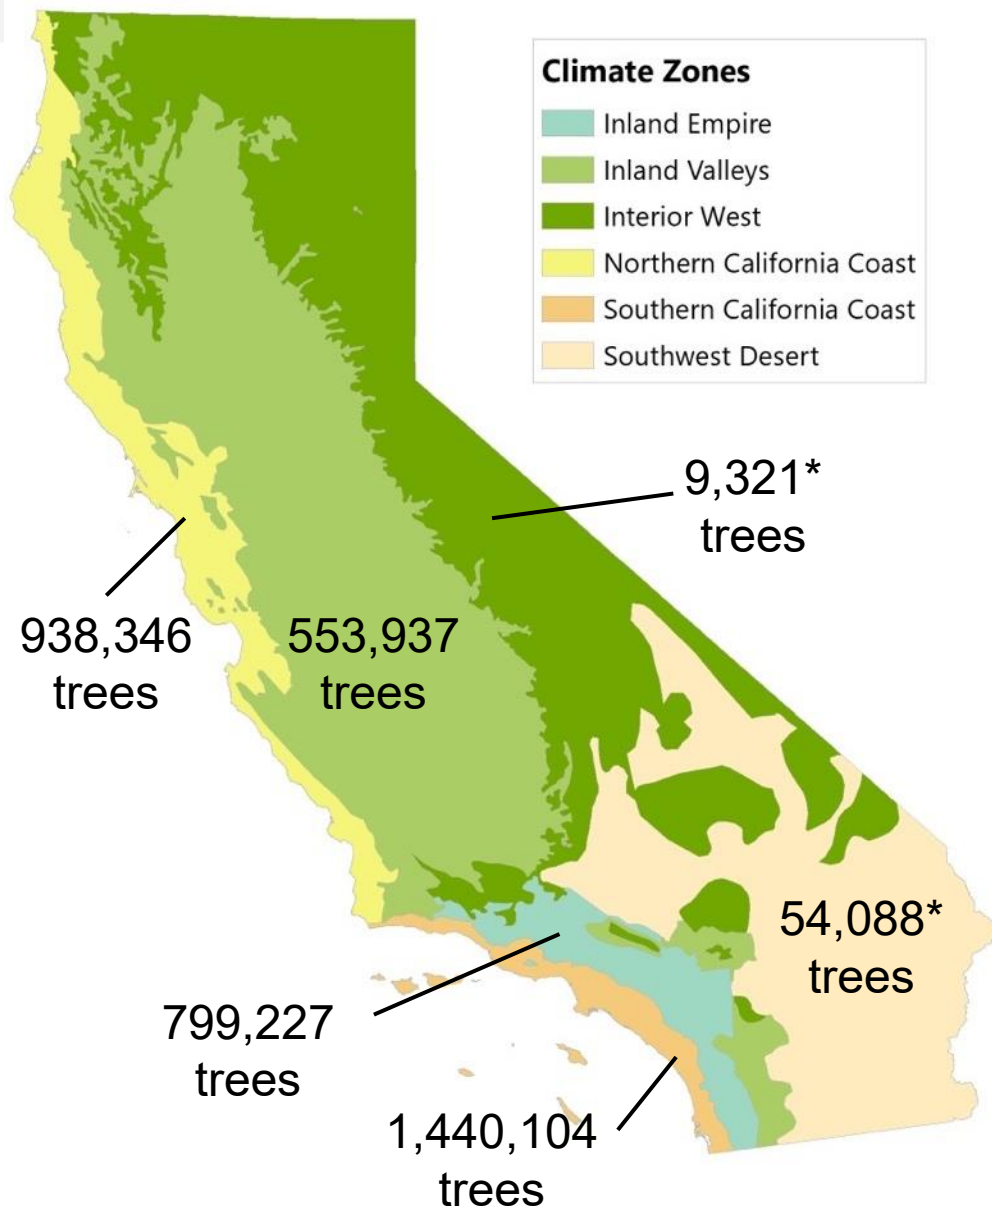 Climate Zones
Inland Empire
Inland Valleys
Interior West
Northern California Coast
Southern California Coast
Southwest Desert
9,321*
trees
938,346
trees
553,937
trees
54,088*
trees
799,227
trees
1,440,104
trees